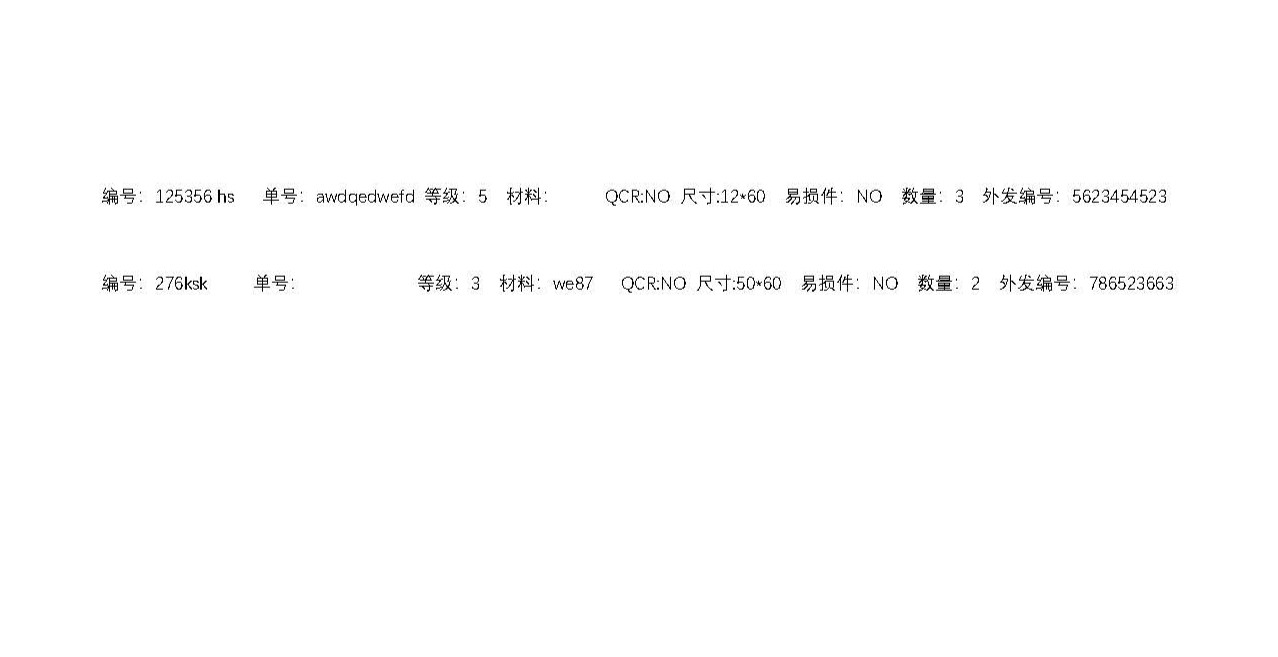 编号：125356 hs 单号：awdqedwefd 等级：5 材料： QCR:NO 尺寸:12*60 易损件：NO 数量：3 外发编号：5623454523
编号：276ksk 单号： 等级：3 材料：we87 QCR:NO 尺寸:50*60 易损件：NO 数量：2 外发编号：786523663